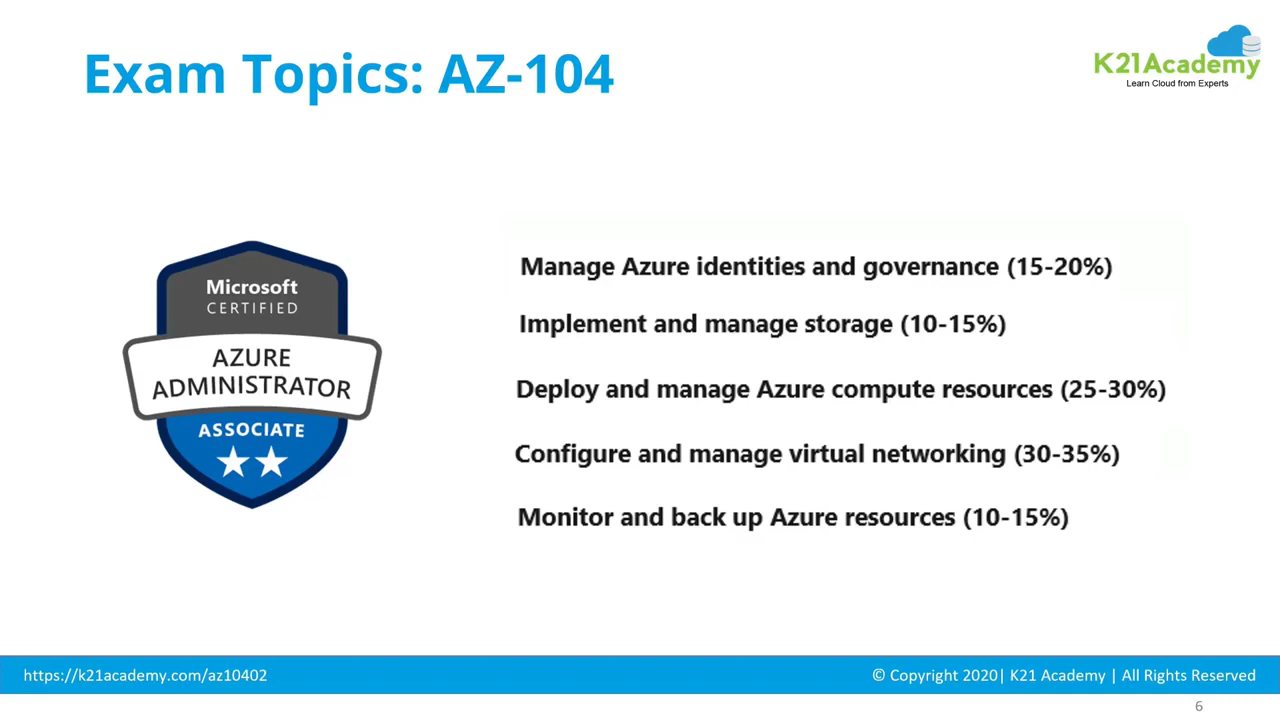 Exam Topics: AZ-104
K21Academy
Learn Cloud from Experts
Microsoft
CERTIFIED
AZURE
ADMINISTRATOR
ASSOCIATE
Manage Azure identities and governance (15-20%)
Implement and manage storage (10-15%)
Deploy and manage Azure compute resources (25-30%)
Configure and manage virtual networking (30-35%)
Monitor and back up Azure resources (10-15%)
https://k21academy.com/az10402
© Copyright 2020| K21 Academy | All Rights Reserved
6